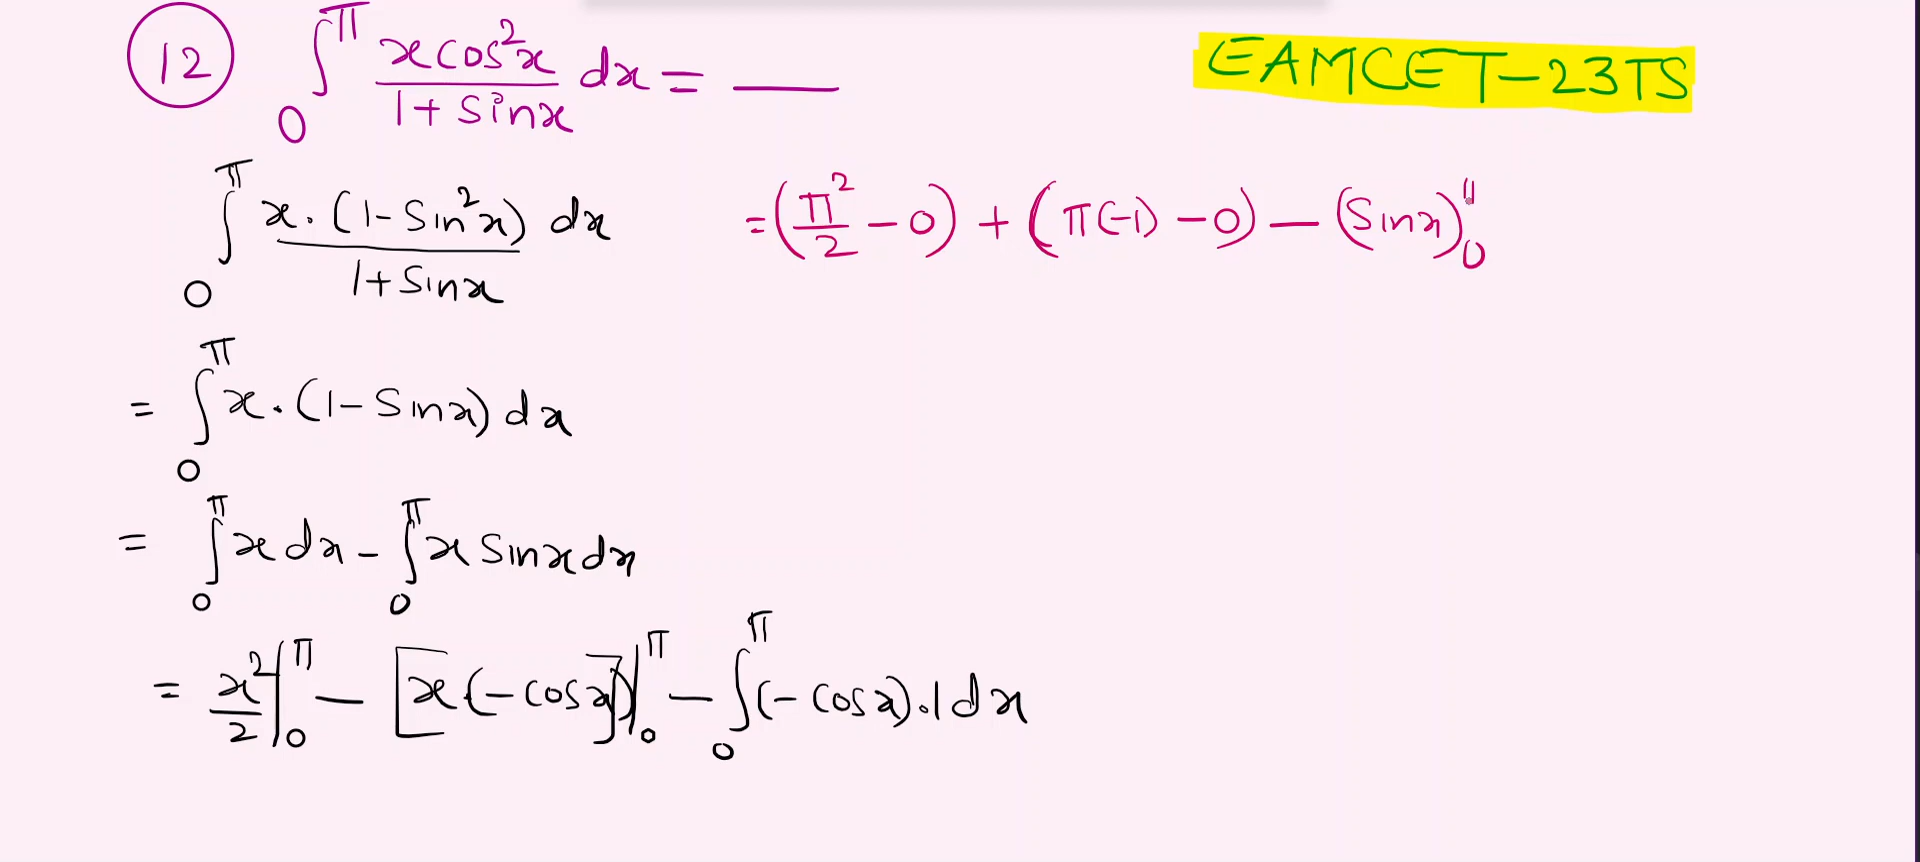 12 ∫₀^π x cos²x / 1 + sinx dx = ___
EAMCET-23TS
∫₀^π x.(1-Sin²x) / 1+Sinx dx
= ∫₀^π x.(1-Sinx) dx
= ∫₀^π x dx - ∫₀^π x Sinx dx
= x²/2 |₀^π - [x(-cosx)]|₀^π - ∫₀^π (-cosx).1 dx
= (π²/2 - 0) + (π(-1) - 0) - (Sinx)₀